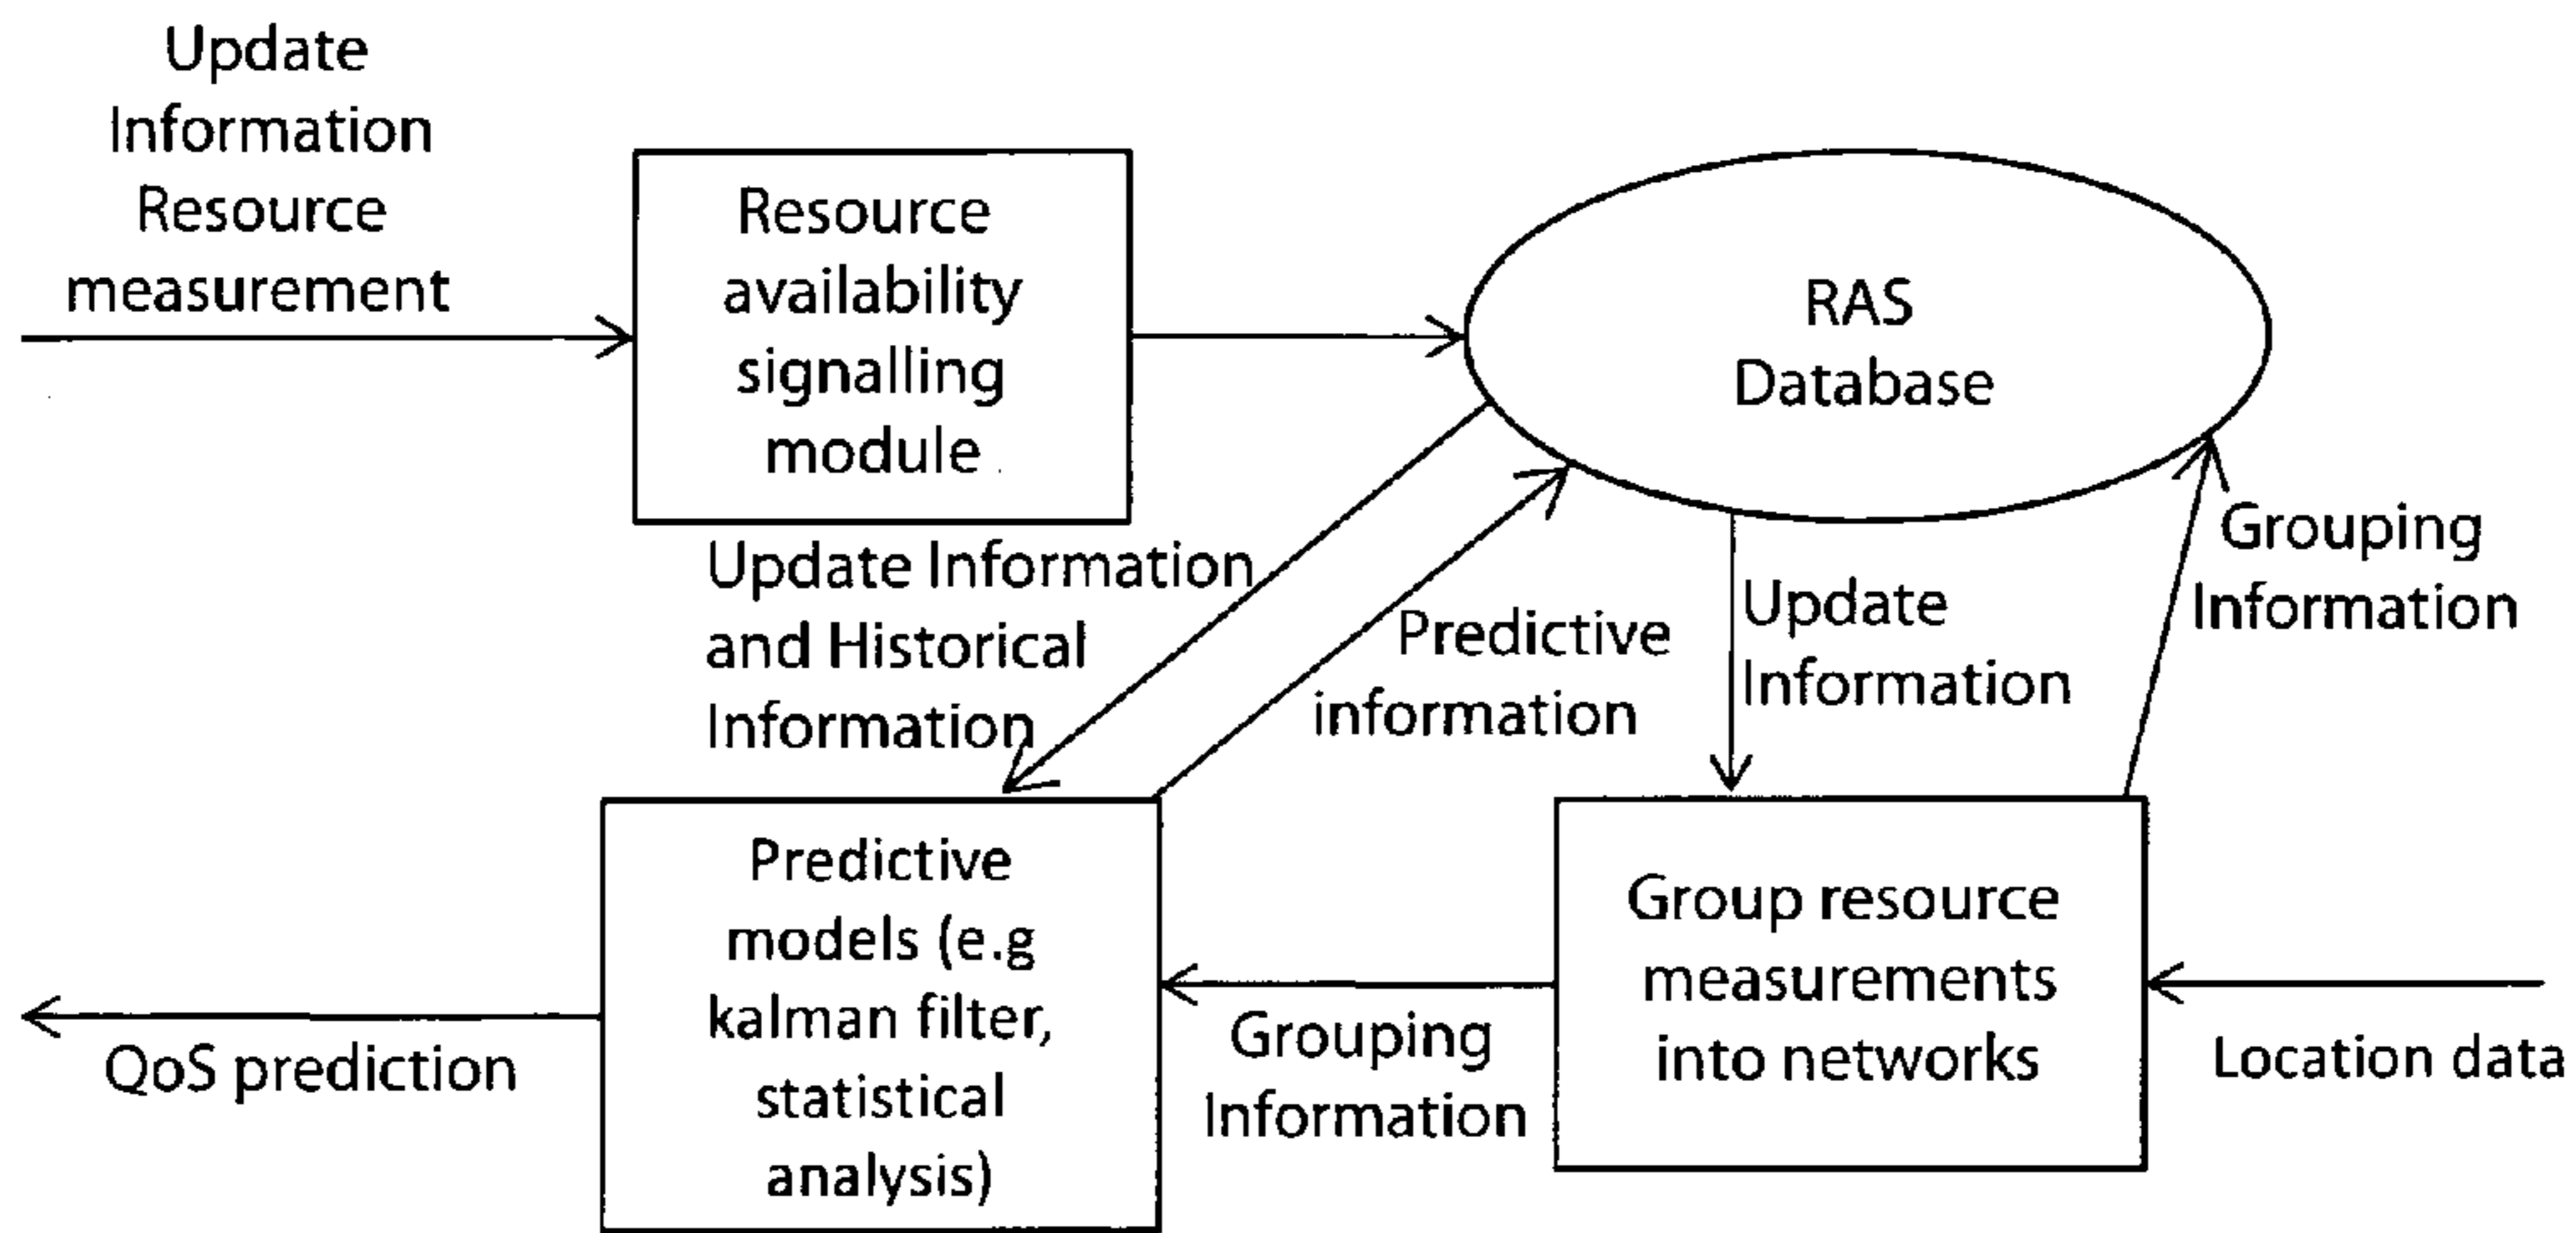 Update
Information
Resource
measurement
Resource
availability
signalling
module
RAS
Database
Update Information
and Historical
Information
Predictive
information
Update
Information
Grouping
Information
Predictive
models (e.g
kalman filter,
statistical
analysis)
Group resource
measurements
into networks
QoS prediction
Grouping
Information
Location data